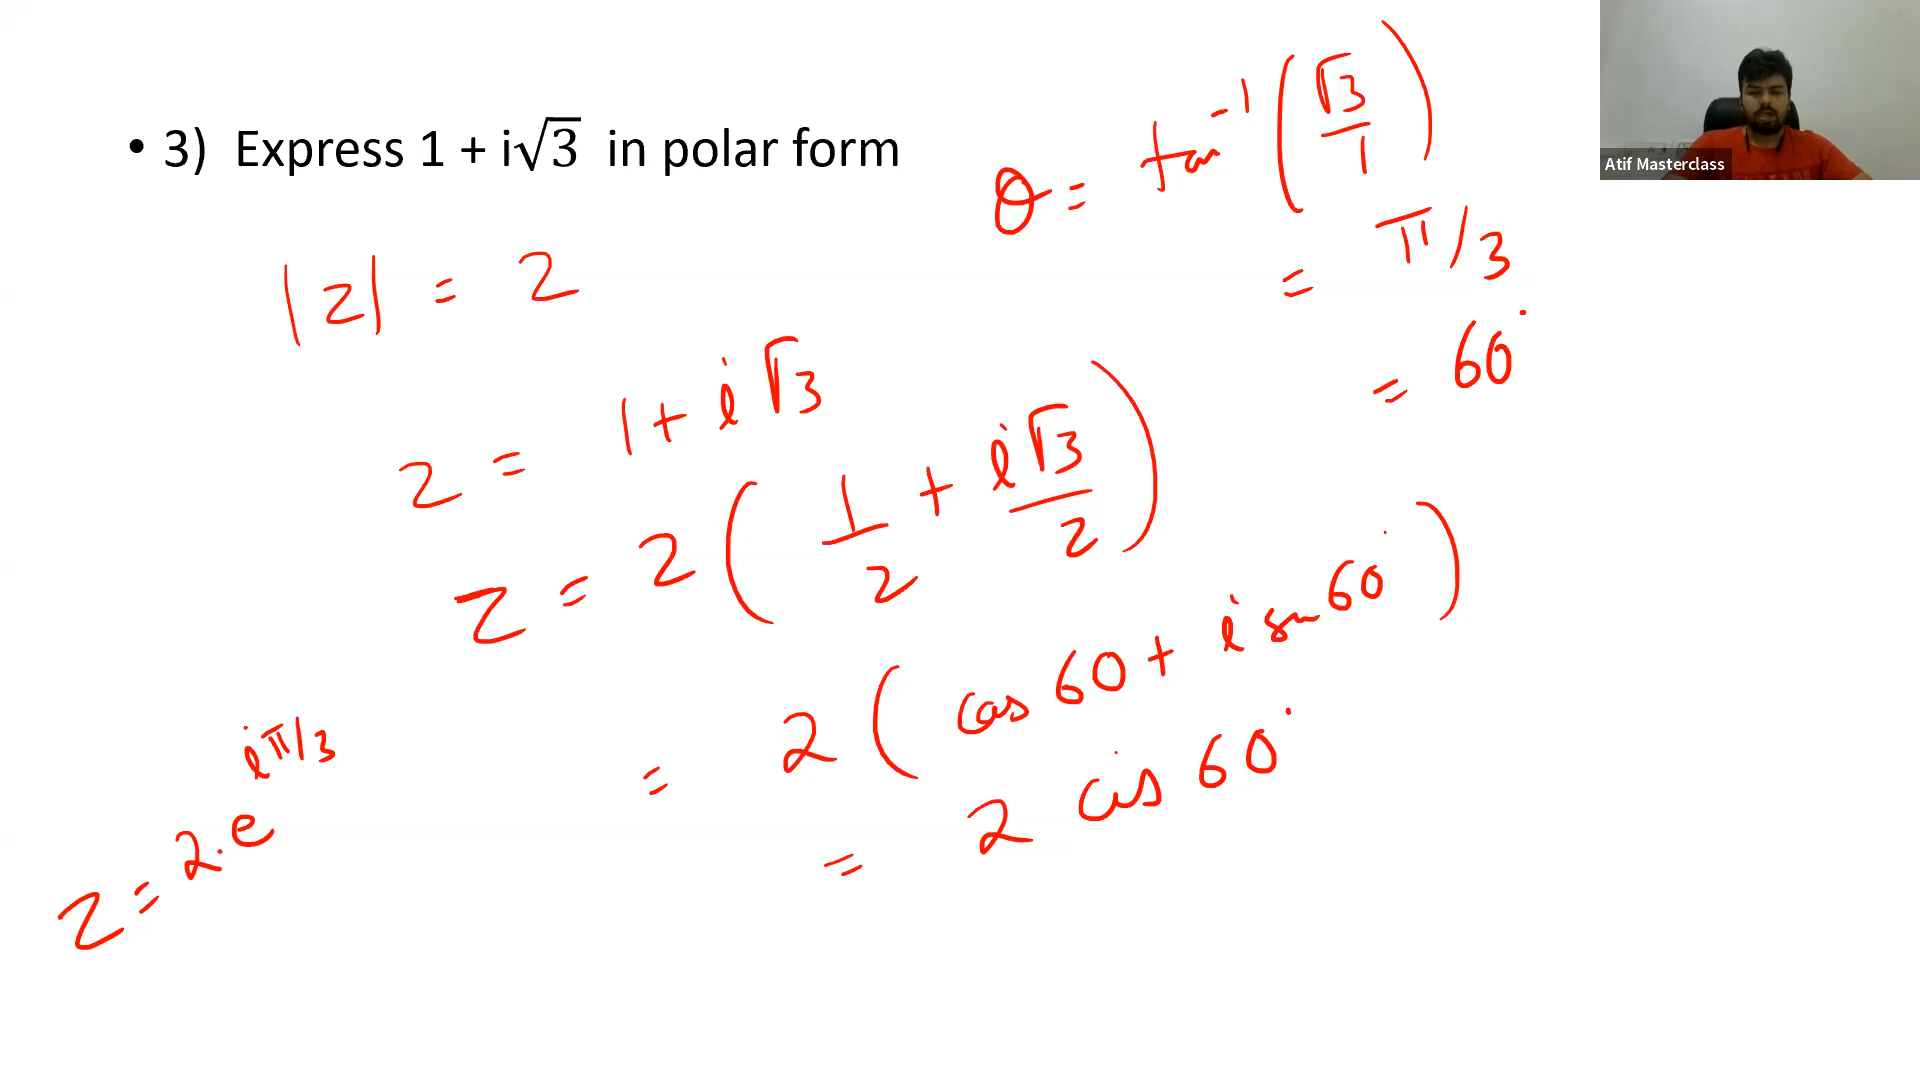 • 3) Express 1 + i√3 in polar form
θ = tan⁻¹(√3/1)
= π/3
= 60°
|z| = 2
z = 1 + i√3
z = 2(1/2 + i√3/2)
= 2(cos 60 + i sin 60°)
= 2 cis 60°
z = 2.e^iπ/3
Atif Masterclass